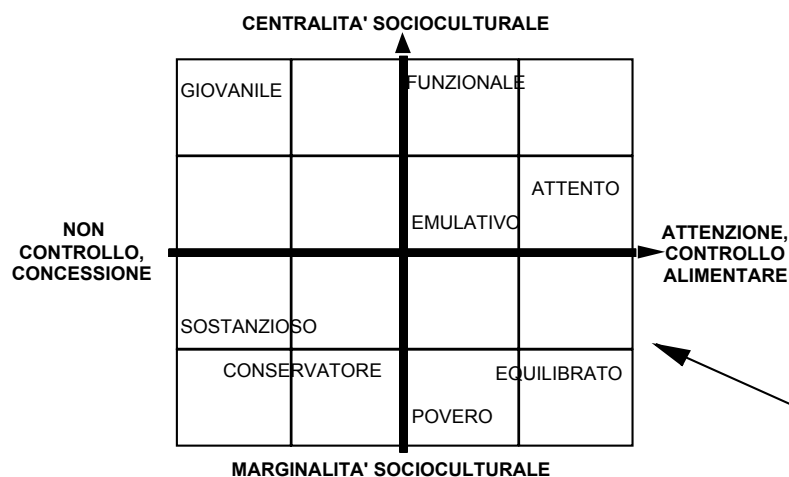 CENTRALITA' SOCIOCULTURALE
GIOVANILE
FUNZIONALE
ATTENTO
EMULATIVO
NON
CONTROLLO,
CONCESSIONE
ATTENZIONE,
CONTROLLO
ALIMENTARE
SOSTANZIOSO
CONSERVATORE
EQUILIBRATO
POVERO
MARGINALITA' SOCIOCULTURALE